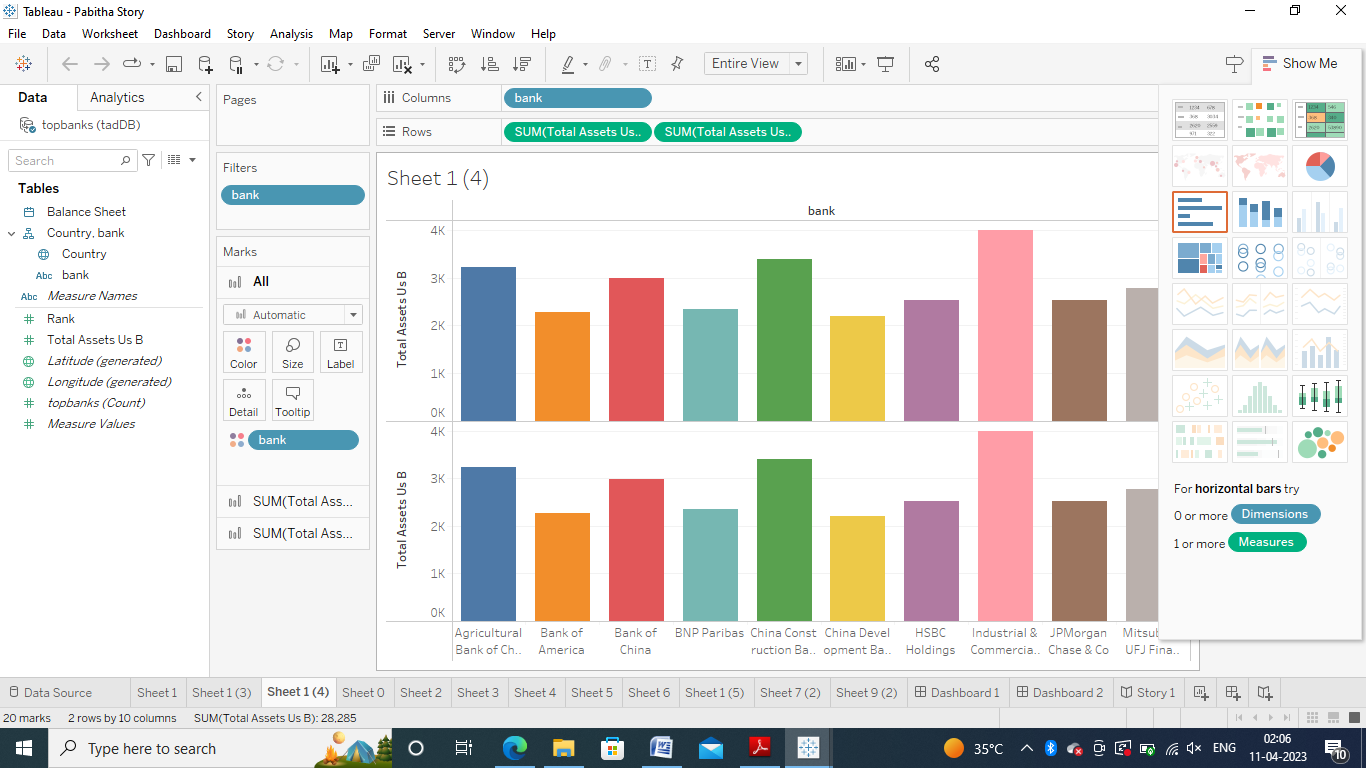 Tableau - Pabitha Story
File Data Worksheet Dashboard Story Analysis Map Format Server Window Help
Entire View
Show Me
Data Analytics
topbanks (tadDB)
Search
Tables
Balance Sheet
Country, bank
Country
Abc bank
Abc Measure Names
Rank
Total Assets Us B
Latitude (generated)
Longitude (generated)
topbanks (Count)
Measure Values
Pages
Filters
bank
Marks
All
Automatic
Color Size Label
Detail Tooltip
bank
SUM(Total Ass...
SUM(Total Ass...
Columns bank
Rows SUM(Total Assets Us.. SUM(Total Assets Us..
Sheet 1 (4)
bank
Total Assets Us B
4K
3K
2K
1K
0K
Total Assets Us B
4K
3K
2K
1K
0K
Agricultural Bank of Bank of BNP Paribas China Const China Devel HSBC Industrial & JPMorgan Mitsub
Bank of Ch.. America China ruction Ba.. opment Ba.. Holdings Commercia.. Chase & Co UFJ Fina..
For horizontal bars try
0 or more Dimensions
1 or more Measures
Data Source Sheet 1 Sheet 1 (3) Sheet 1 (4) Sheet 0 Sheet 2 Sheet 3 Sheet 4 Sheet 5 Sheet 6 Sheet 1 (5) Sheet 7 (2) Sheet 9 (2) Dashboard 1 Dashboard 2 Story 1
20 marks 2 rows by 10 columns SUM(Total Assets Us B): 28,285
Type here to search
35°C
ENG
02:06
11-04-2023
10